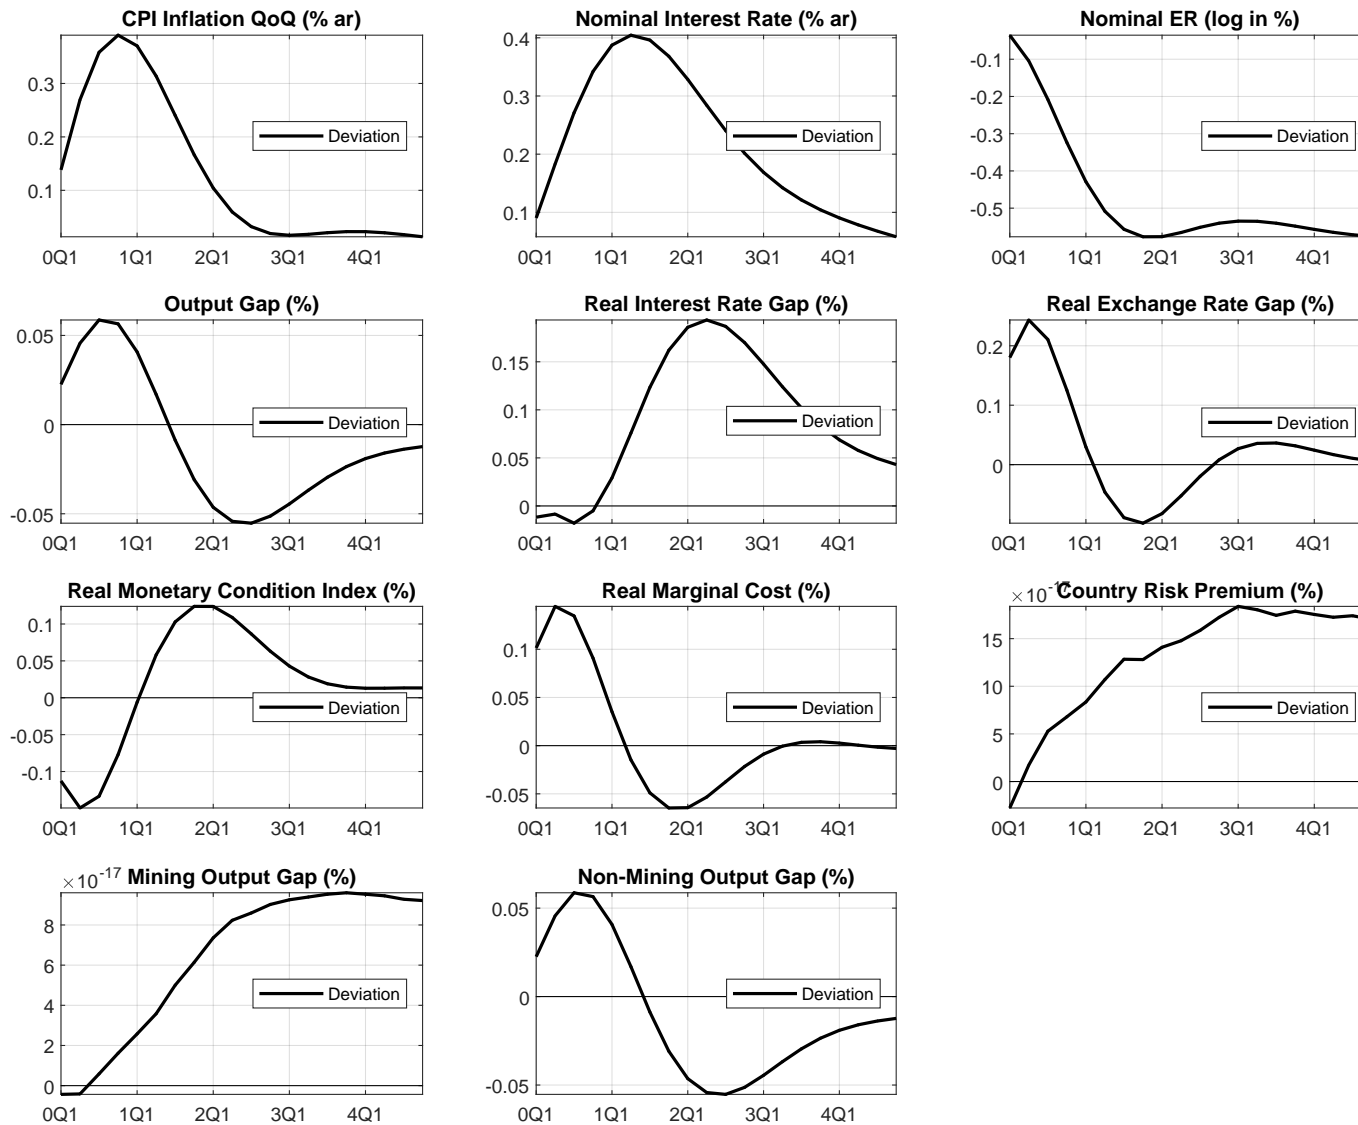 CPI Inflation QoQ (% ar)
0.3
0.2
0.1
Deviation
0Q1 1Q1 2Q1 3Q1 4Q1
Nominal Interest Rate (% ar)
0.4
0.3
0.2
0.1
Deviation
0Q1 1Q1 2Q1 3Q1 4Q1
Nominal ER (log in %)
-0.1
-0.2
-0.3
-0.4
-0.5
Deviation
0Q1 1Q1 2Q1 3Q1 4Q1
Output Gap (%)
0.05
0
-0.05
Deviation
0Q1 1Q1 2Q1 3Q1 4Q1
Real Interest Rate Gap (%)
0.15
0.1
0.05
0
Deviation
0Q1 1Q1 2Q1 3Q1 4Q1
Real Exchange Rate Gap (%)
0.2
0.1
0
Deviation
0Q1 1Q1 2Q1 3Q1 4Q1
Real Monetary Condition Index (%)
0.1
0.05
0
-0.05
-0.1
Deviation
0Q1 1Q1 2Q1 3Q1 4Q1
Real Marginal Cost (%)
0.1
0.05
0
-0.05
Deviation
0Q1 1Q1 2Q1 3Q1 4Q1
×10⁻¹⁷
Country Risk Premium (%)
15
10
5
0
Deviation
0Q1 1Q1 2Q1 3Q1 4Q1
×10⁻¹⁷ Mining Output Gap (%)
8
6
4
2
0
Deviation
0Q1 1Q1 2Q1 3Q1 4Q1
Non-Mining Output Gap (%)
0.05
0
-0.05
Deviation
0Q1 1Q1 2Q1 3Q1 4Q1